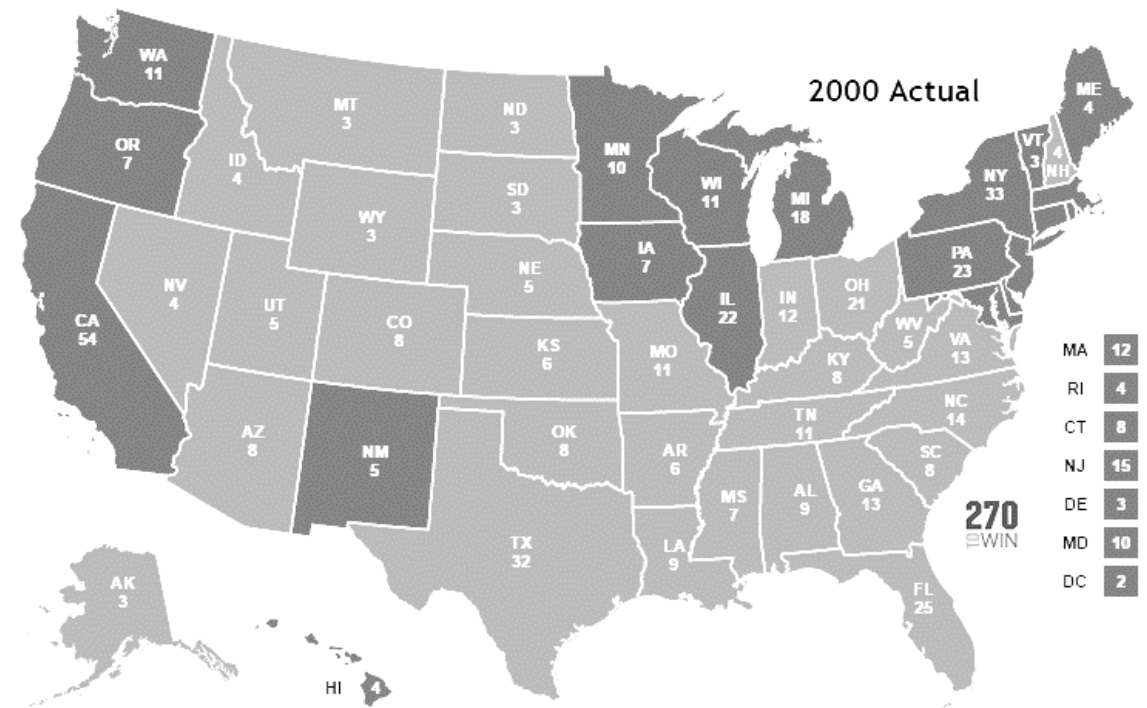 2000 Actual
WA
11
OR
7
CA
54
ID
4
NV
4
MT
3
WY
3
UT
5
AZ
8
CO
8
NM
5
ND
3
SD
3
NE
5
KS
6
OK
8
TX
32
MN
10
IA
7
MO
11
AR
6
LA
9
WI
11
IL
22
MI
18
IN
12
OH
21
KY
8
TN
11
MS
7
AL
9
GA
13
FL
25
SC
8
NC
14
VA
13
WV
5
PA
23
NY
33
VT
3
4
NH
ME
4
MA 12
RI 4
CT 8
NJ 15
DE 3
MD 10
DC 2
270
TO WIN
AK
3
HI 4